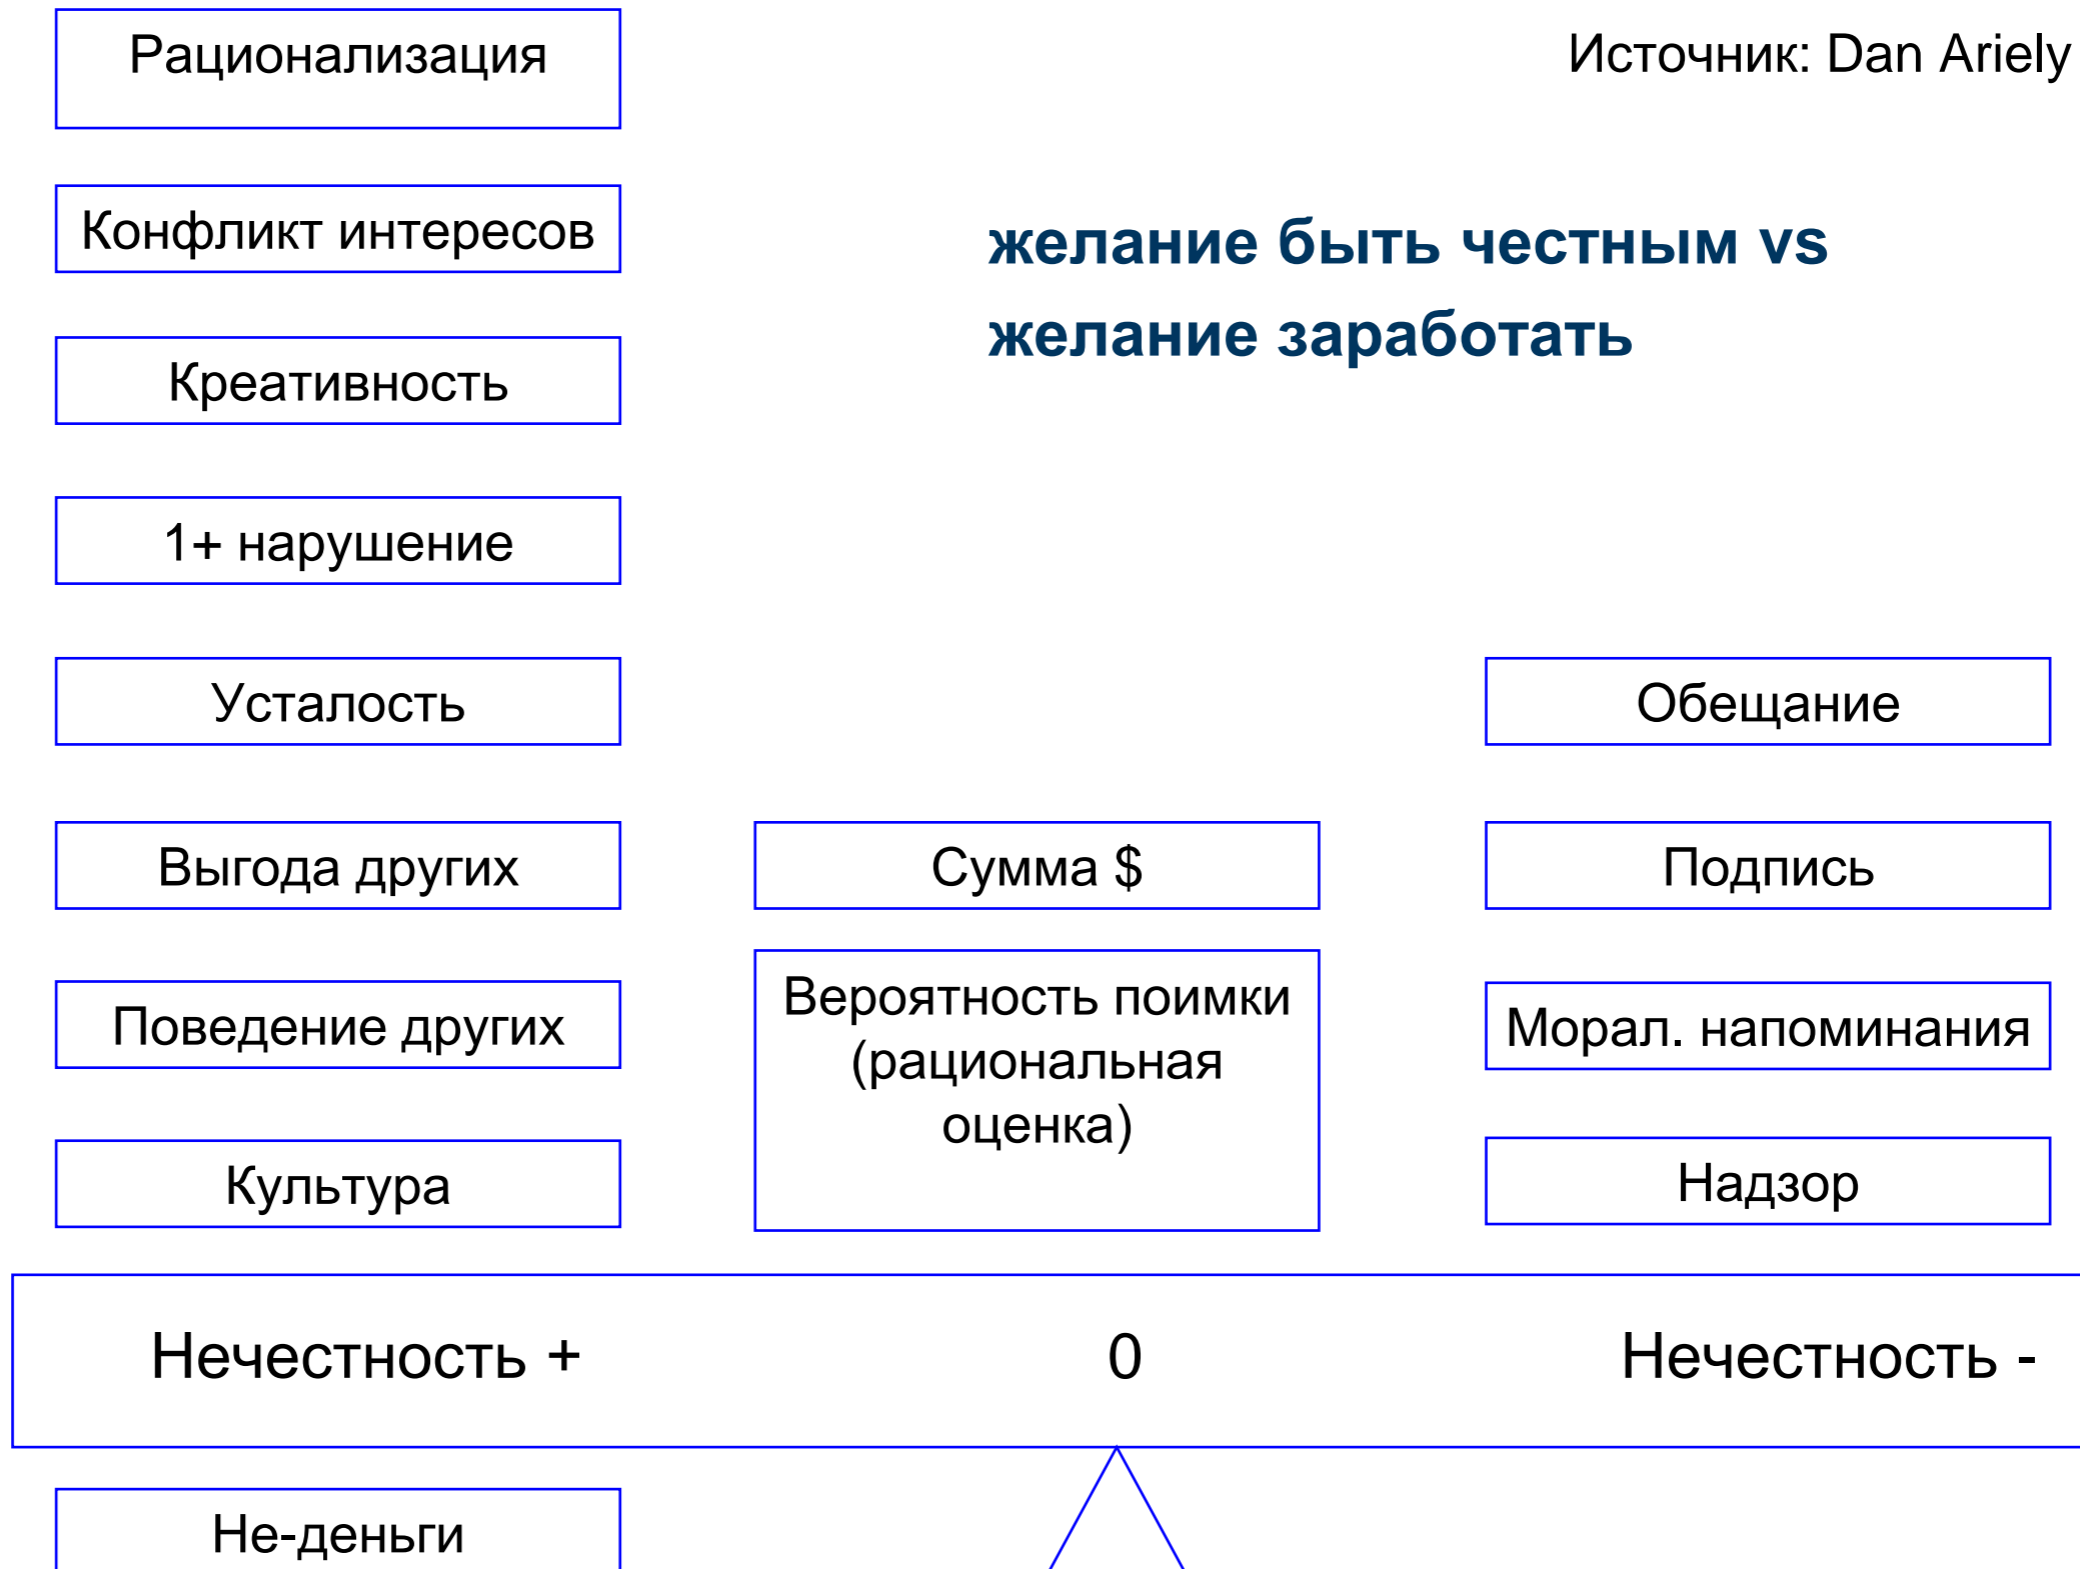 Рационализация
Источник: Dan Ariely
Конфликт интересов
желание быть честным vs
желание заработать
Креативность
1+ нарушение
Усталость
Обещание
Выгода других
Сумма $
Подпись
Поведение других
Вероятность поимки
(рациональная
оценка)
Морал. напоминания
Культура
Надзор
Нечестность +
0
Нечестность -
Не-деньги